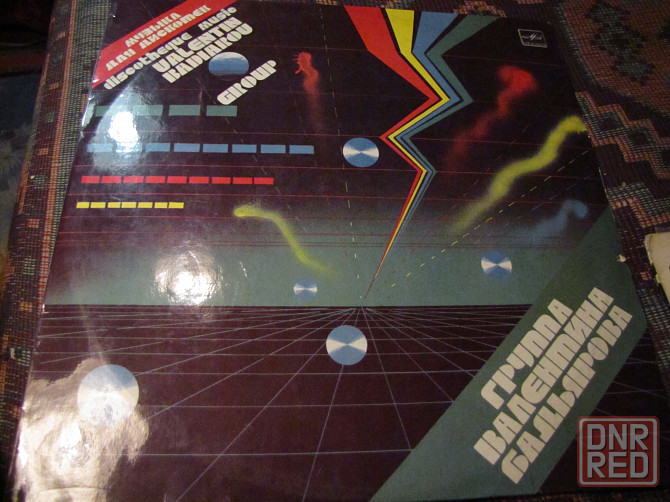 МУЗЫКА
ДЛЯ ДИСКОТЕК
discotheque music
VALENTIN
BADIAROV
GROUP
ГРУППА
ВАЛЕНТИНА
БАДЬЯРОВА
DNR
RED